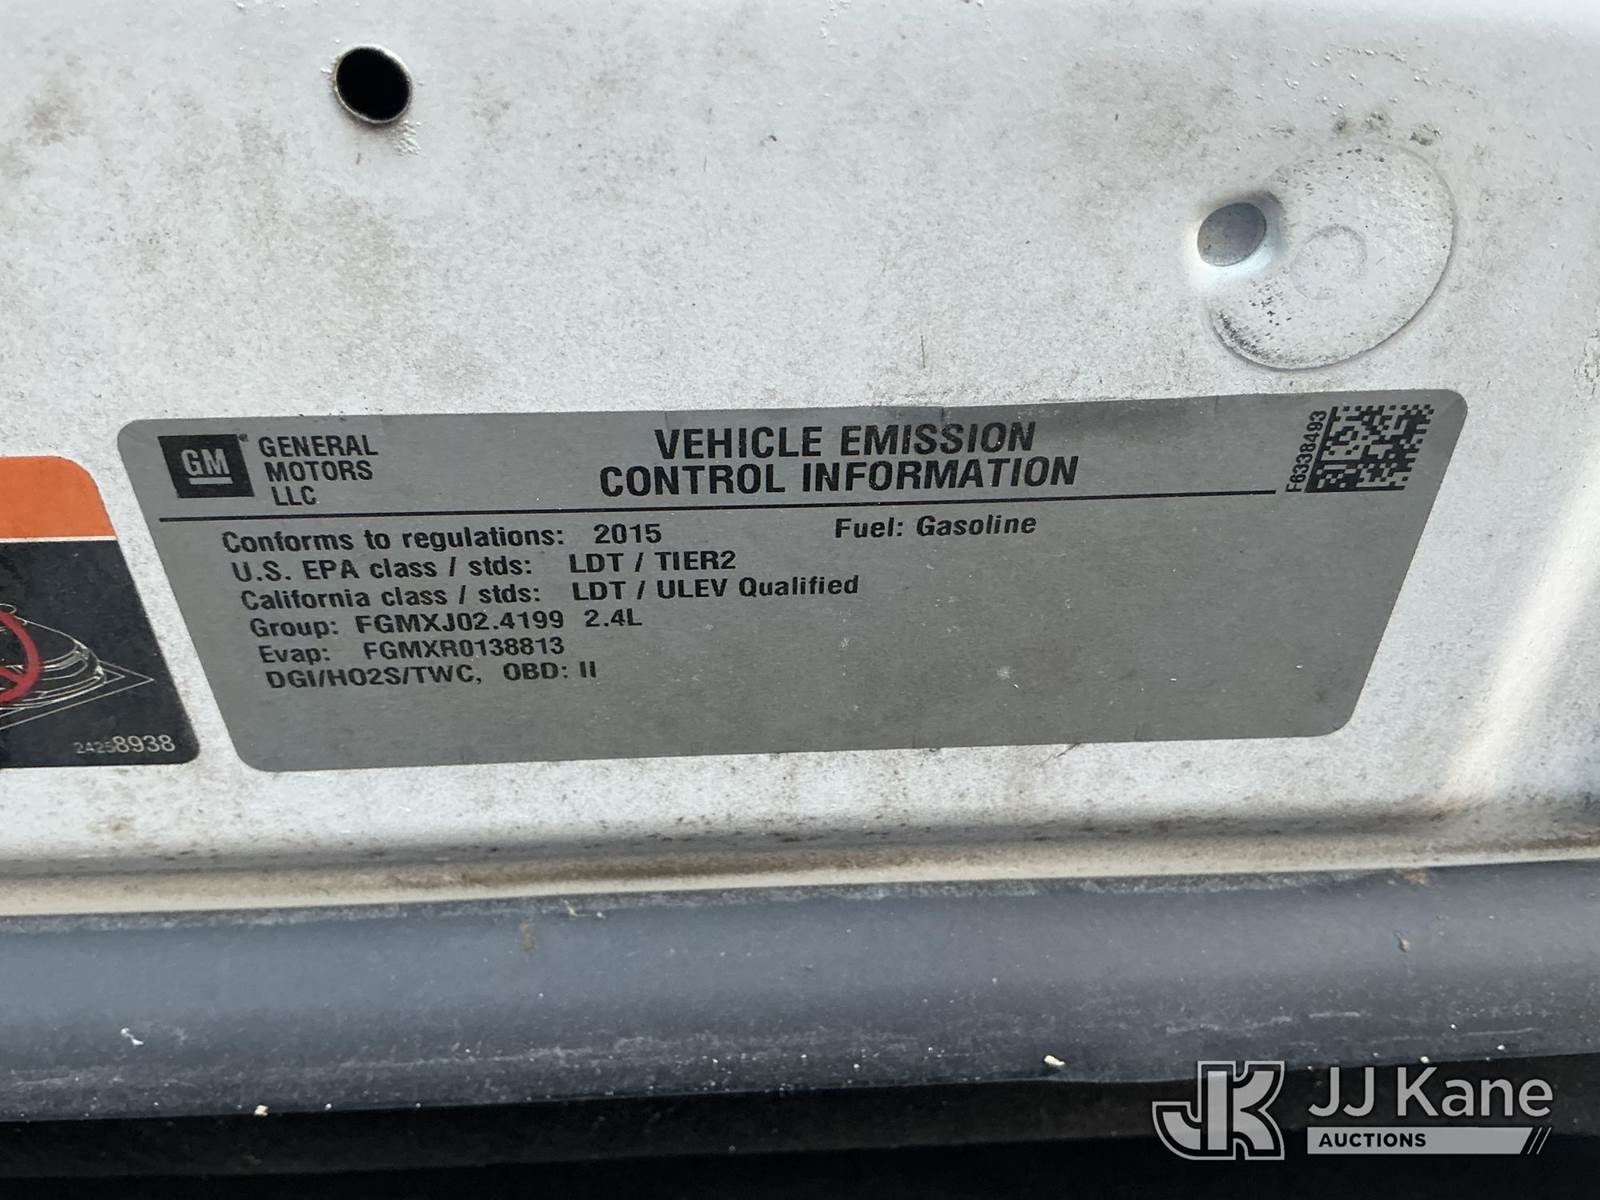 GM
GENERAL
MOTORS
LLC
VEHICLE EMISSION
CONTROL INFORMATION
F6338493
Conforms to regulations: 2015 Fuel: Gasoline
U.S. EPA class / stds: LDT / TIER2
California class / stds: LDT / ULEV Qualified
Group: FGMXJ02.4199 2.4L
Evap: FGMXR0138813
DGI/HO2S/TWC, OBD: II
24258938
JK JJ Kane
AUCTIONS